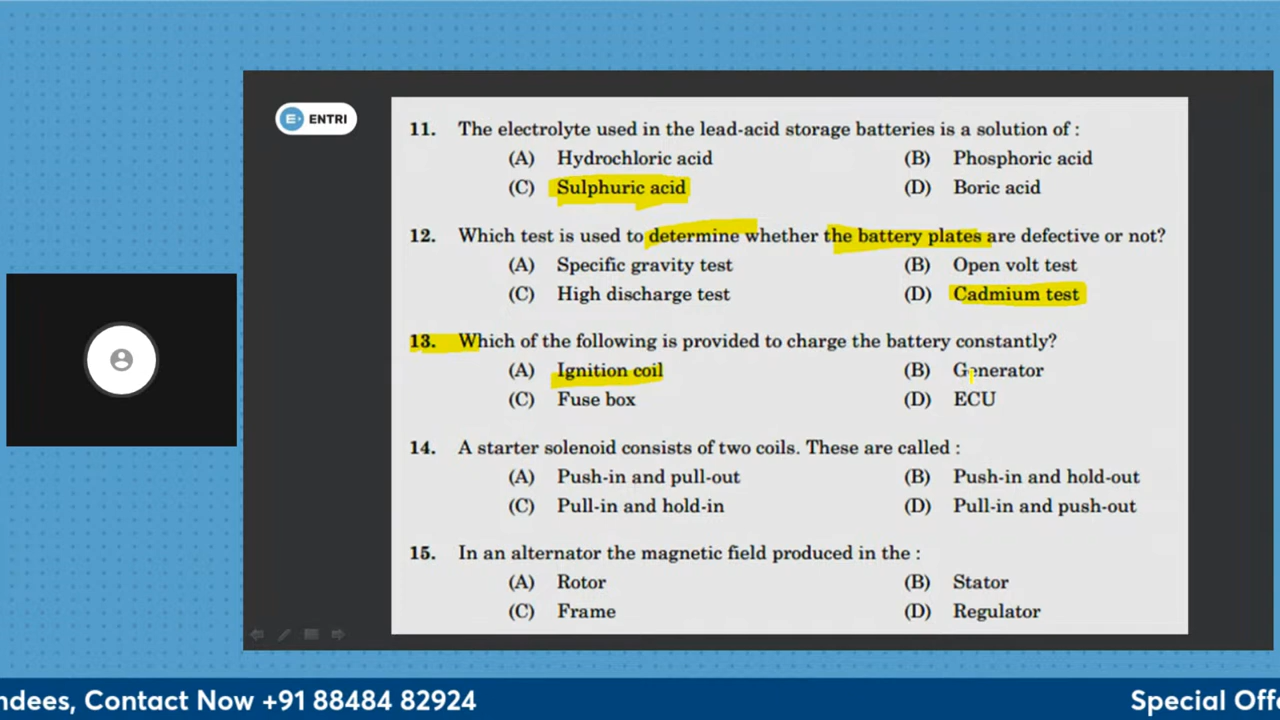 ENTRI
11. The electrolyte used in the lead-acid storage batteries is a solution of :
(A) Hydrochloric acid (B) Phosphoric acid
(C) Sulphuric acid (D) Boric acid
12. Which test is used to determine whether the battery plates are defective or not?
(A) Specific gravity test (B) Open volt test
(C) High discharge test (D) Cadmium test
13. Which of the following is provided to charge the battery constantly?
(A) Ignition coil (B) Generator
(C) Fuse box (D) ECU
14. A starter solenoid consists of two coils. These are called :
(A) Push-in and pull-out (B) Push-in and hold-out
(C) Pull-in and hold-in (D) Pull-in and push-out
15. In an alternator the magnetic field produced in the :
(A) Rotor (B) Stator
(C) Frame (D) Regulator
ndees, Contact Now +91 88484 82924 Special Offe